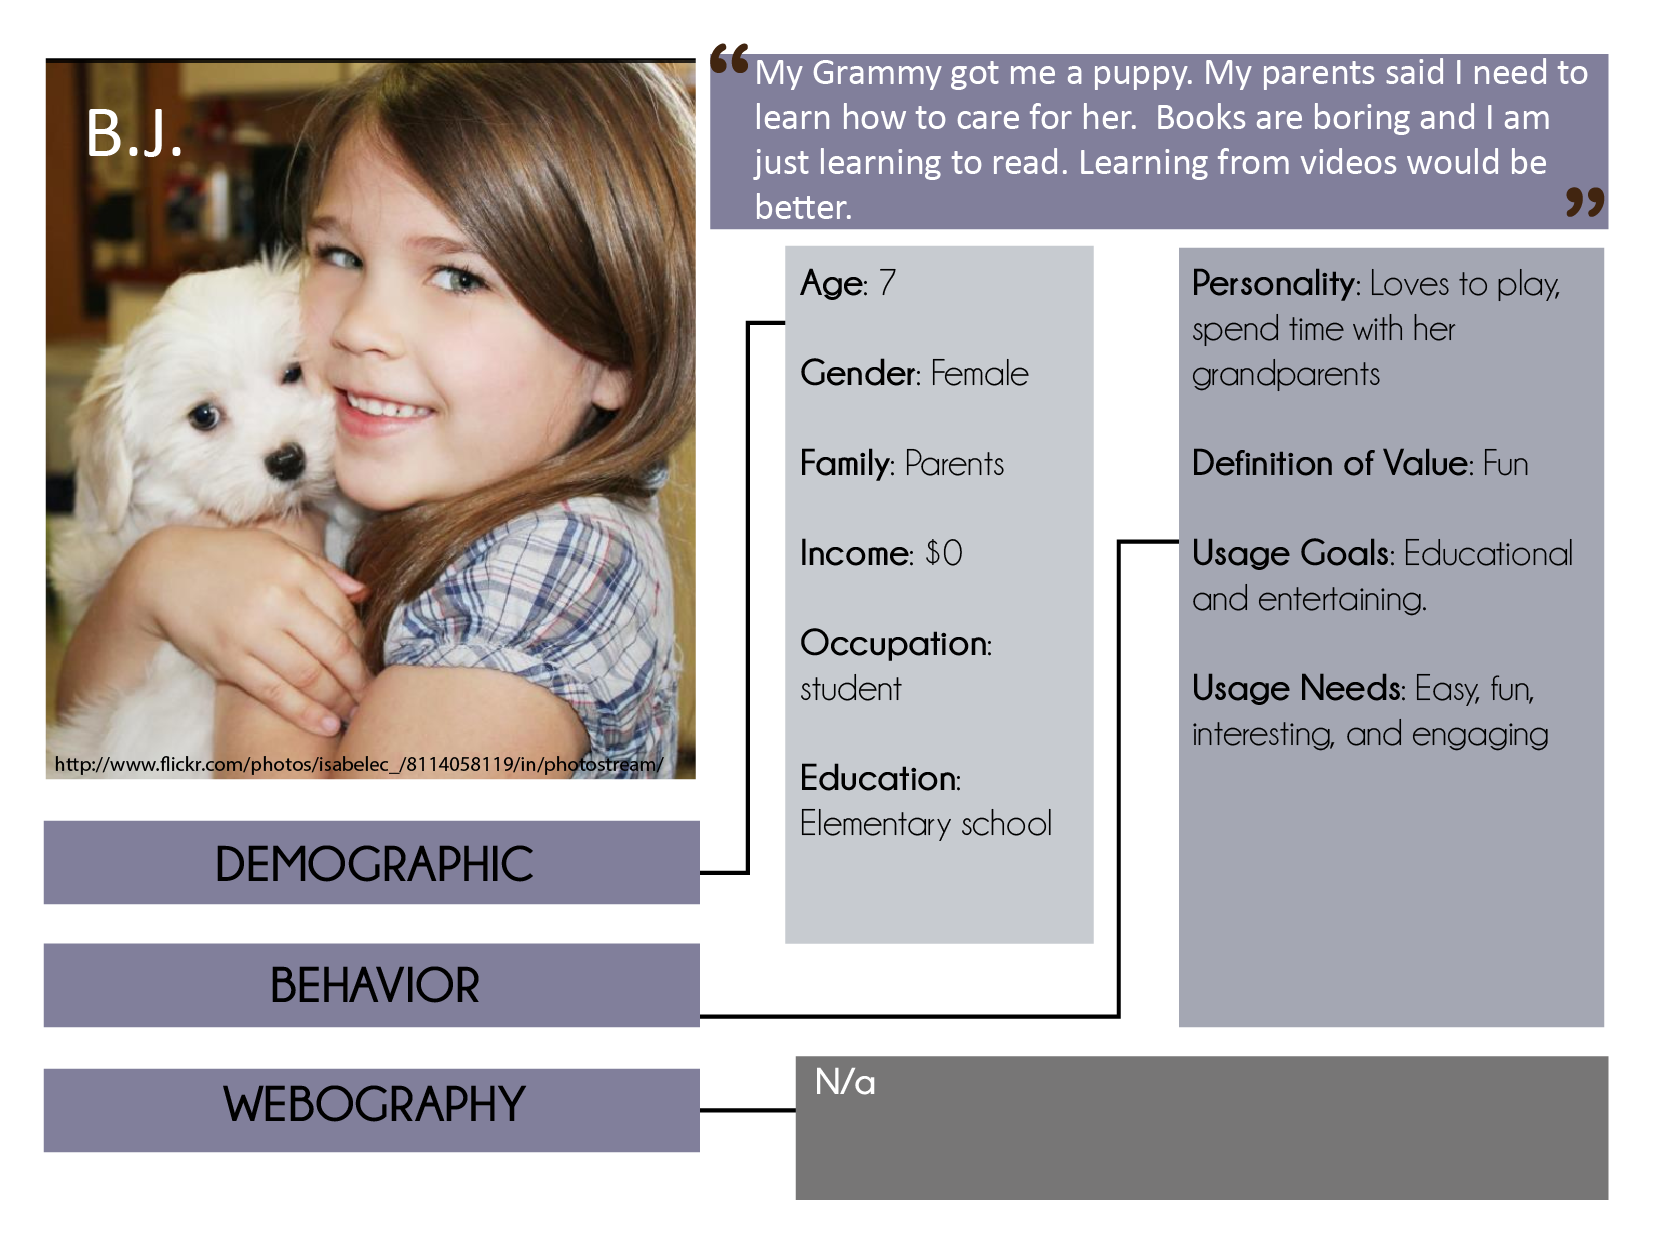 B.J.
“
My Grammy got me a puppy. My parents said I need to
learn how to care for her.  Books are boring and I am
just learning to read. Learning from videos would be
better.
”
http://www.flickr.com/photos/isabelec_/8114058119/in/photostream/
DEMOGRAPHIC
Age: 7
Gender: Female
Family: Parents
Income: $0
Occupation:
student
Education:
Elementary school
BEHAVIOR
Personality: Loves to play,
spend time with her
grandparents
Definition of Value: Fun
Usage Goals: Educational
and entertaining.
Usage Needs: Easy, fun,
interesting, and engaging
WEBOGRAPHY
N/a